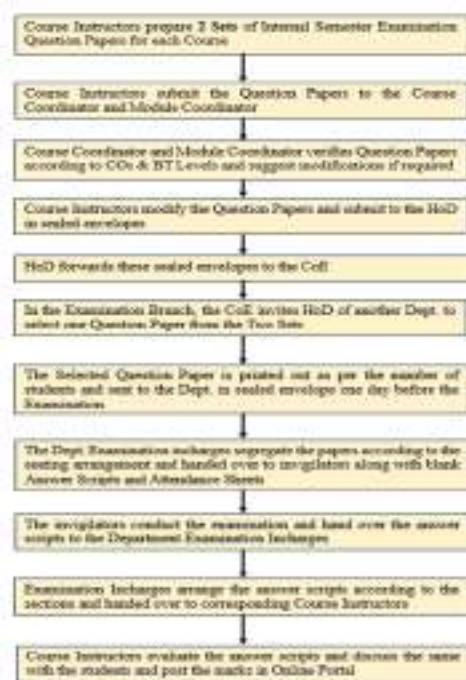 Course Instructors prepare 2 Sets of Internal Semester Examination
Question Papers for each Course
Course Instructors submit the Question Papers to the Course
Coordinator and Module Coordinator
Course Coordinator and Module Coordinator verifies Question Papers
according to COs & BT Levels and suggest modifications if required
Course Instructors modify the Question Papers and submit to the HoD
in sealed envelopes
HoD forwards these sealed envelopes to the CoE
In the Examination Branch, the CoE invites HoD of another Dept. to
select one Question Paper from the Two Sets
The Selected Question Paper is printed out as per the number of
students and sent to the Dept. in sealed envelope one day before the
Examination
The Dept. Examination incharges segregate the papers according to the
seating arrangement and handed over to invigilators along with blank
Answer Scripts and Attendance Sheets
The invigilators conduct the examination and hand over the answer
scripts to the Department Examination Incharges
Examination Incharges arrange the answer scripts according to the
sections and handed over to corresponding Course Instructors
Course Instructors evaluate the answer scripts and discuss the same
with the students and post the marks in Online Portal